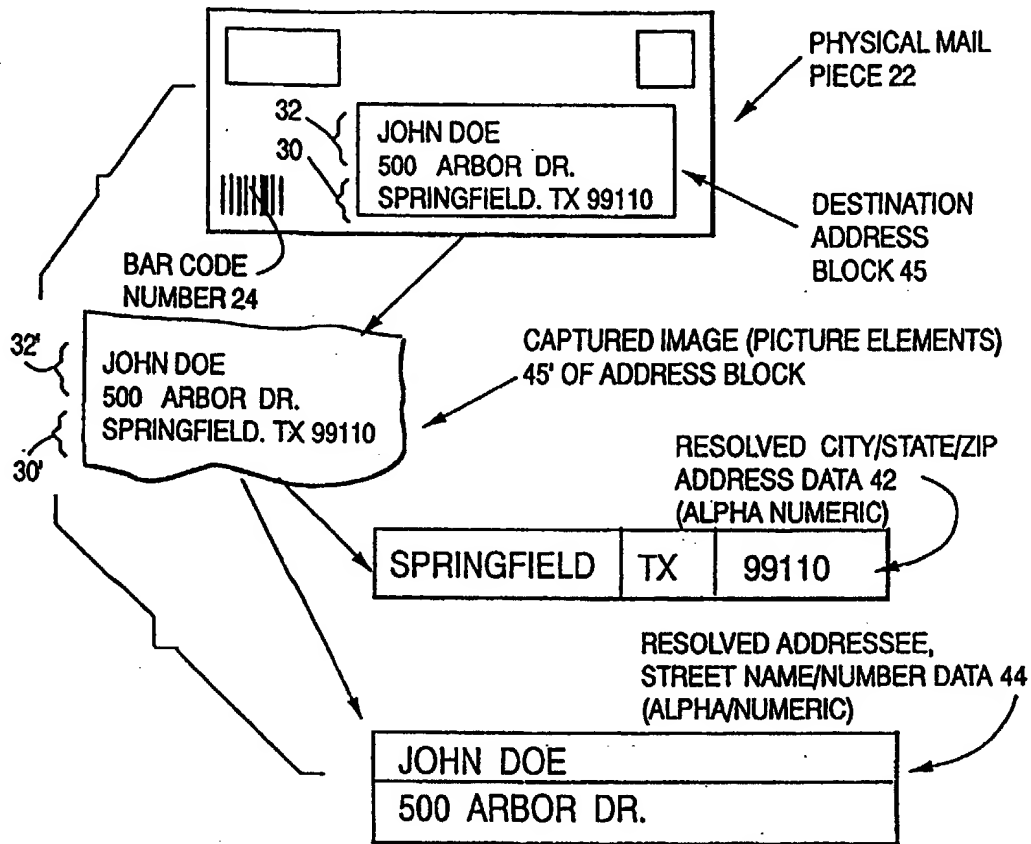 PHYSICAL MAIL
PIECE 22
32
30
JOHN DOE
500 ARBOR DR.
SPRINGFIELD. TX 99110
DESTINATION
ADDRESS
BLOCK 45
BAR CODE
NUMBER 24
32'
30'
JOHN DOE
500 ARBOR DR.
SPRINGFIELD. TX 99110
CAPTURED IMAGE (PICTURE ELEMENTS)
45' OF ADDRESS BLOCK
RESOLVED CITY/STATE/ZIP
ADDRESS DATA 42
(ALPHA NUMERIC)
SPRINGFIELD TX 99110
RESOLVED ADDRESSEE,
STREET NAME/NUMBER DATA 44
(ALPHA/NUMERIC)
JOHN DOE
500 ARBOR DR.